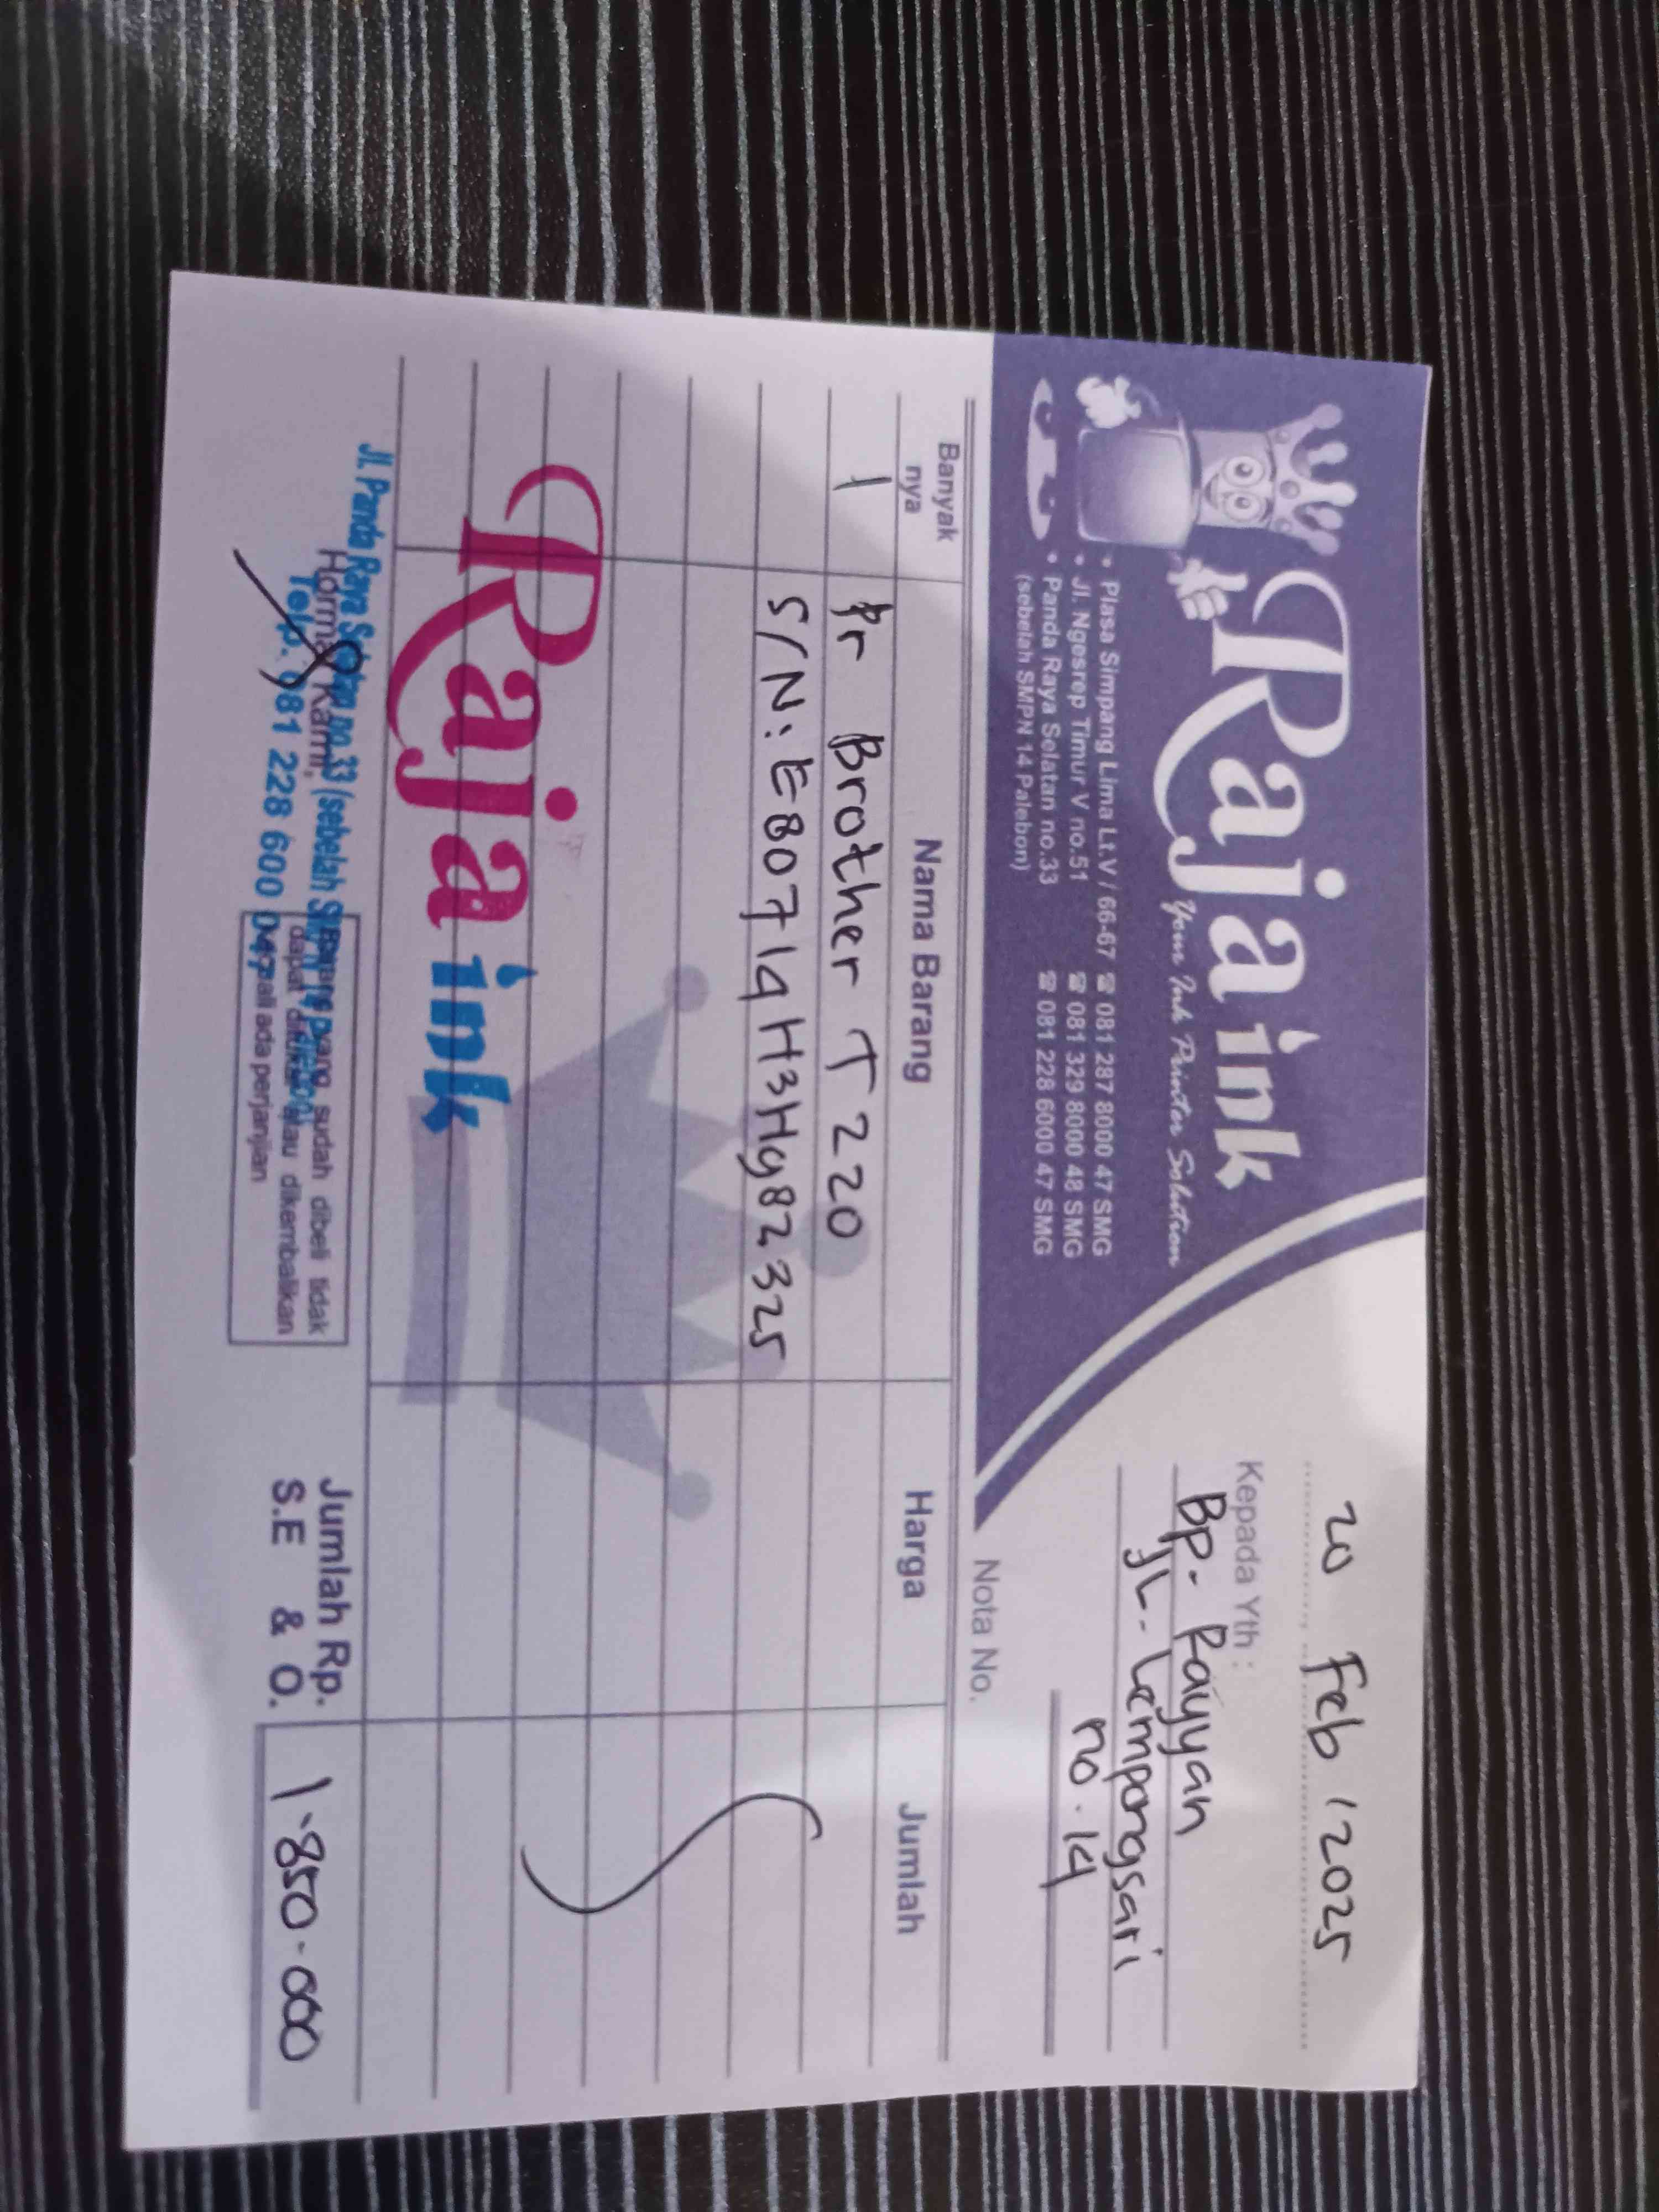 Raja ink
Your Ink Printer Solution
• Plasa Simpang Lima Lt.V / 66-67 ☎ 081 287 8000 47 SMG
• Jl. Ngesrep Timur V no.51 ☎ 081 329 8000 48 SMG
• Panda Raya Selatan no.33 ☎ 081 228 6000 47 SMG
(sebelah SMPN 14 Palebon)
20 Feb / 2025
Kepada Yth :
Bp. Rayyan
JL. Lempongsari
no. 14
Nota No.
Banyak nya Nama Barang Harga Jumlah
1 Pr Brother T 220
S/N: E80714H3H982325
Raja ink
Jl. Panda Raya Selatan no.33 (sebelah SMPN 14 Palebon)
Telp. 081 228 600 047
Hormat Kami,
Barang yang sudah dibeli tidak
dapat ditukar atau dikembalikan
kecuali ada perjanjian
Jumlah Rp. 1.850.000
S.E & O.